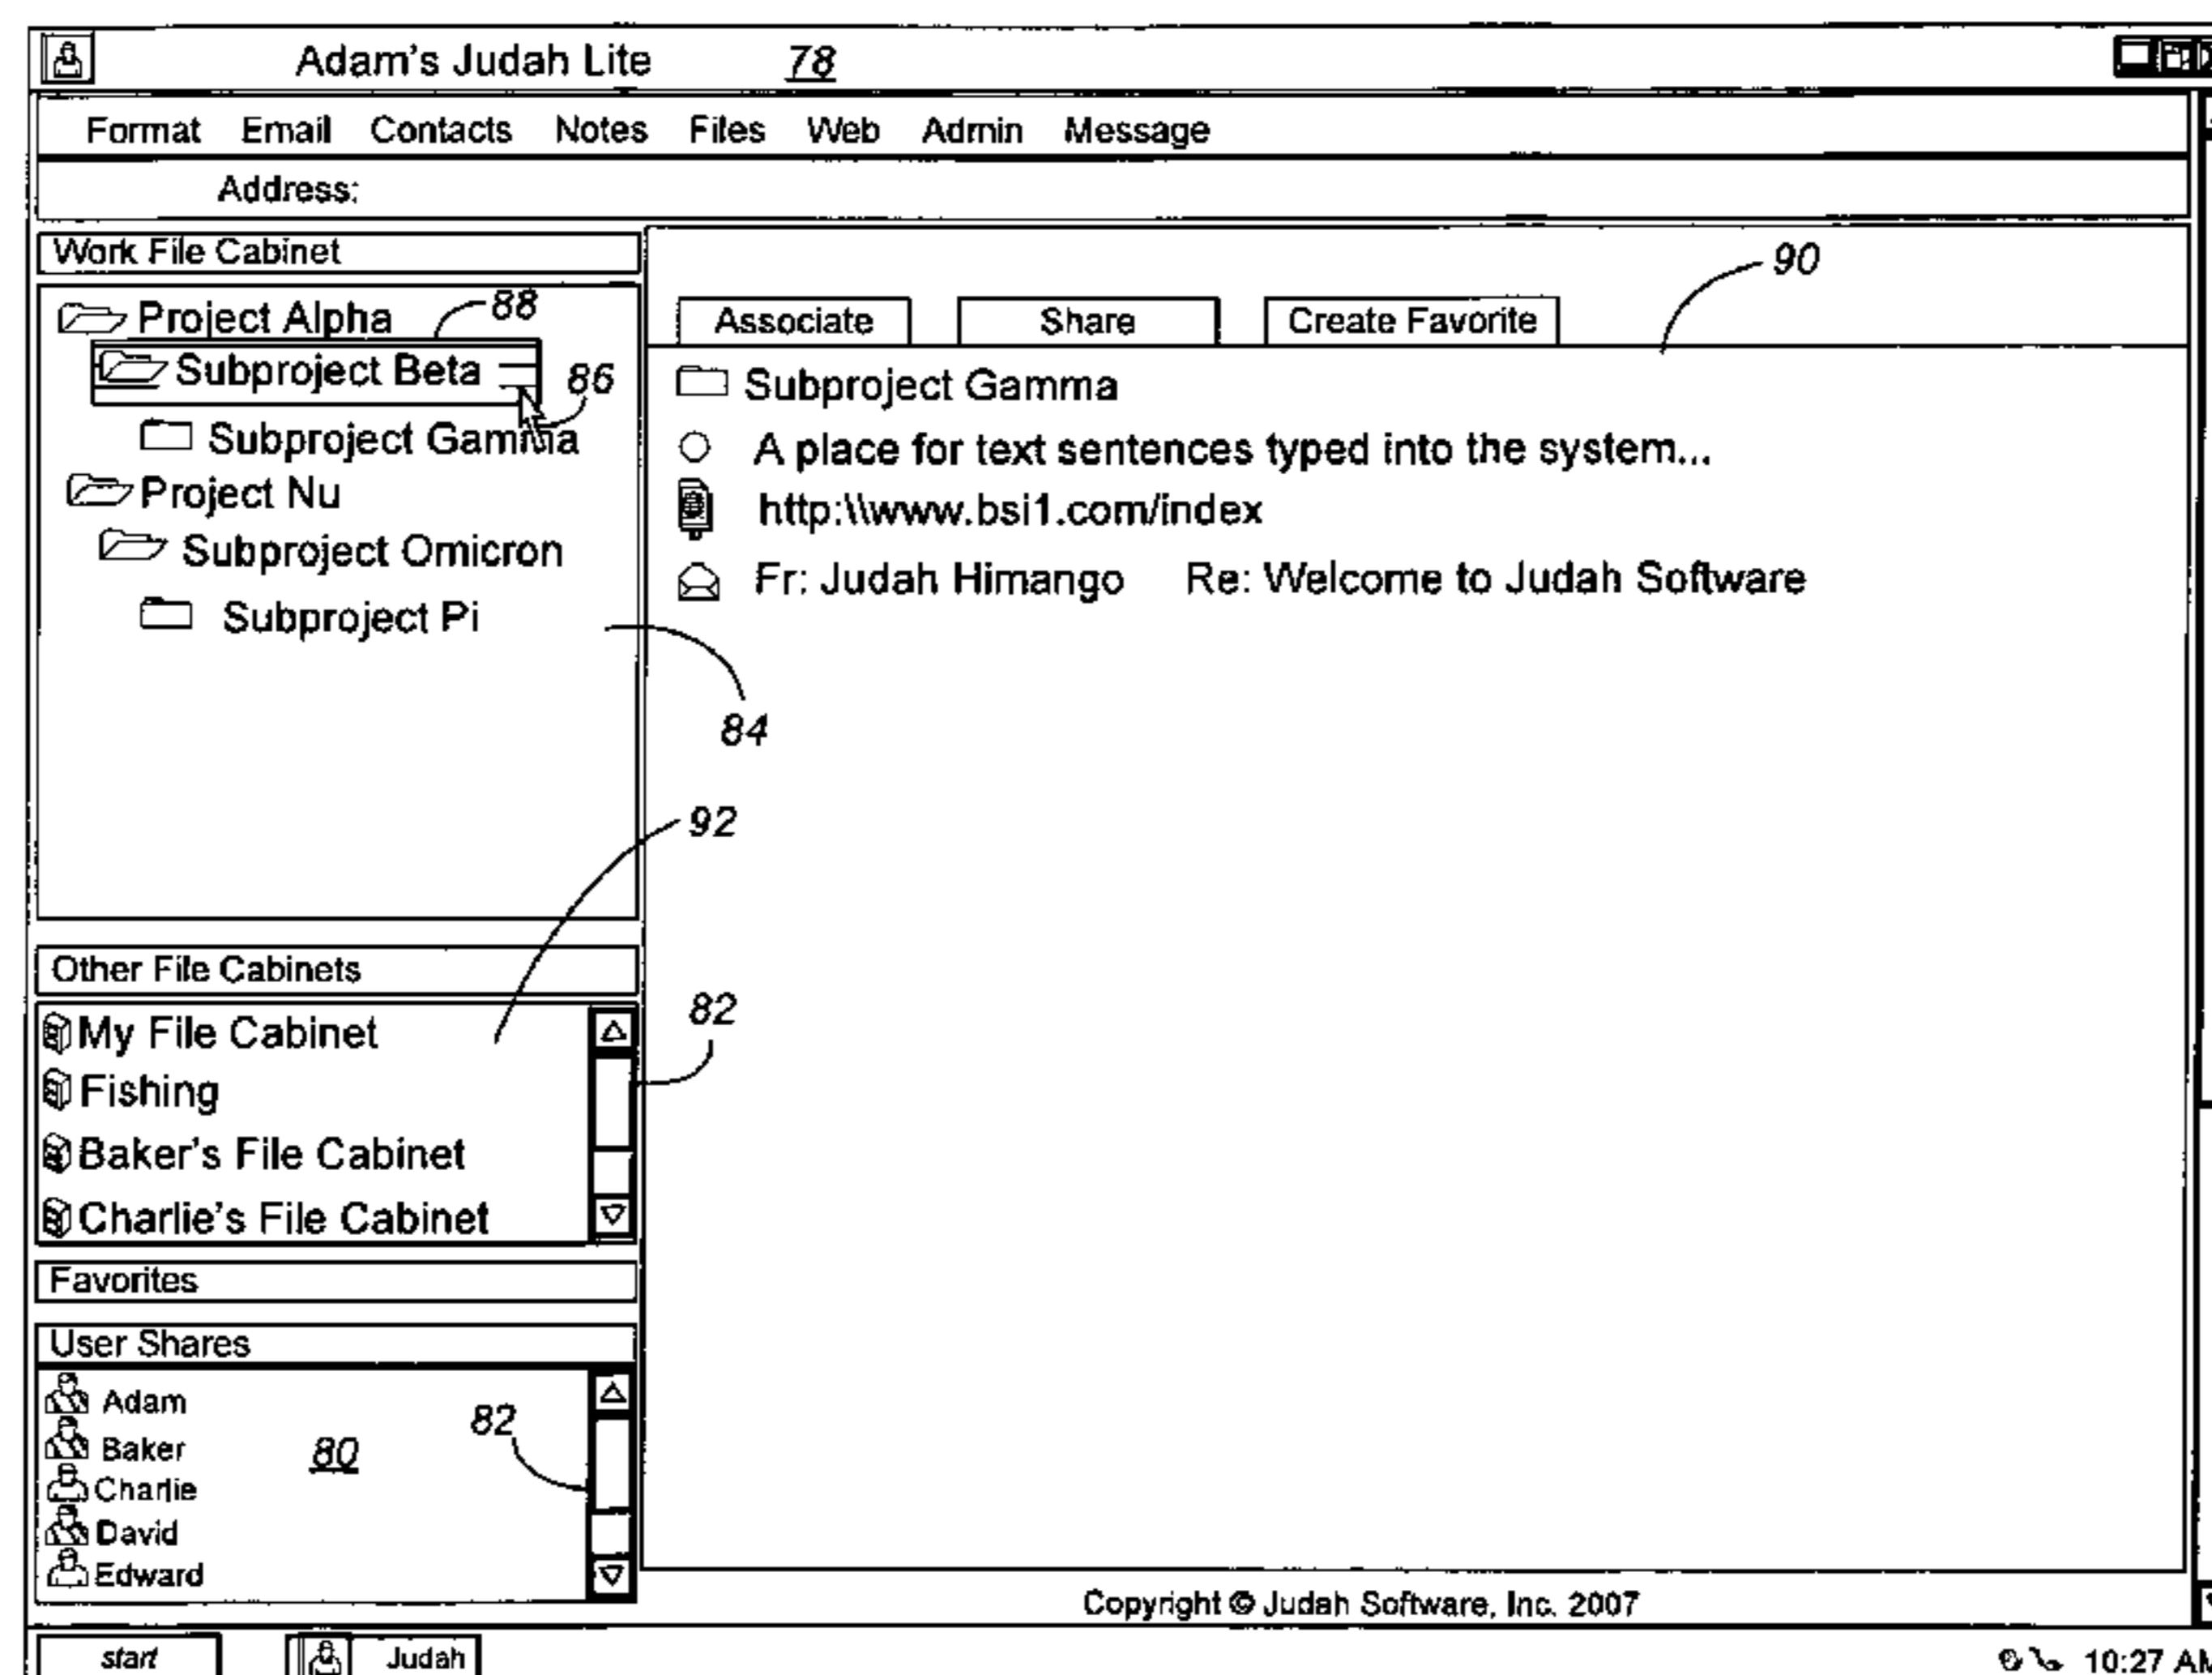 Adam's Judah Lite 78
Format Email Contacts Notes Files Web Admin Message
Address:
Work File Cabinet
90
Project Alpha 88
Associate Share Create Favorite
Subproject Beta 86
Subproject Gamma
Subproject Gamma
A place for text sentences typed into the system...
Project Nu
http:\\www.bsi1.com/index
Subproject Omicron
Fr: Judah Himango Re: Welcome to Judah Software
Subproject Pi
84
92
Other File Cabinets
My File Cabinet
82
Fishing
Baker's File Cabinet
Charlie's File Cabinet
Favorites
User Shares
Adam
82
Baker
80
Charlie
David
Edward
Copyright © Judah Software, Inc. 2007
start Judah 10:27 AM